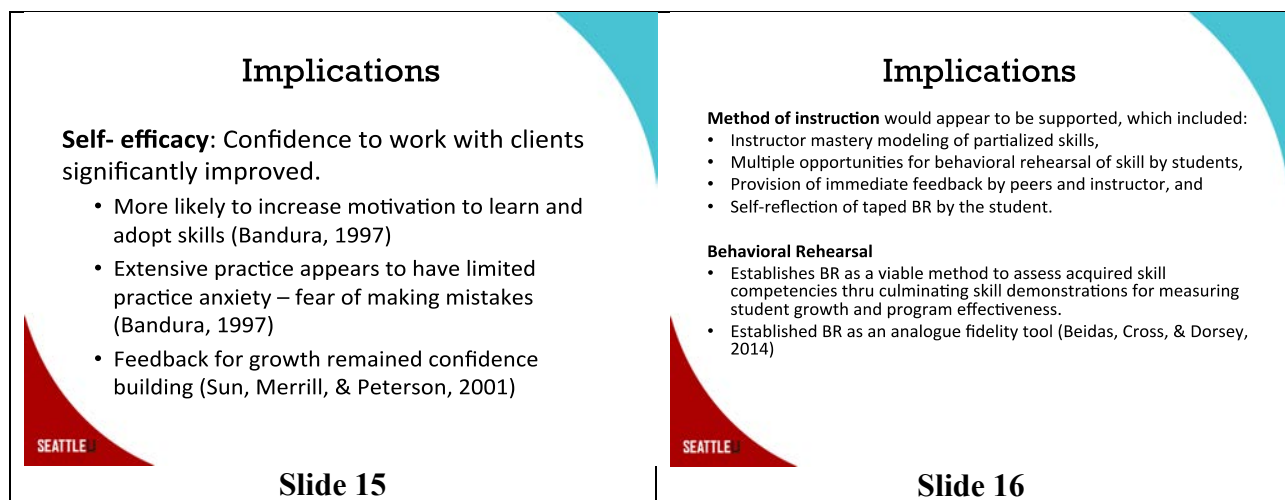 Implications
Self- efficacy: Confidence to work with clients
significantly improved.
• More likely to increase motivation to learn and
adopt skills (Bandura, 1997)
• Extensive practice appears to have limited
practice anxiety – fear of making mistakes
(Bandura, 1997)
• Feedback for growth remained confidence
building (Sun, Merrill, & Peterson, 2001)
SEATTLEU
Slide 15
Implications
Method of instruction would appear to be supported, which included:
• Instructor mastery modeling of partialized skills,
• Multiple opportunities for behavioral rehearsal of skill by students,
• Provision of immediate feedback by peers and instructor, and
• Self-reflection of taped BR by the student.
Behavioral Rehearsal
• Establishes BR as a viable method to assess acquired skill
competencies thru culminating skill demonstrations for measuring
student growth and program effectiveness.
• Established BR as an analogue fidelity tool (Beidas, Cross, & Dorsey,
2014)
SEATTLEU
Slide 16